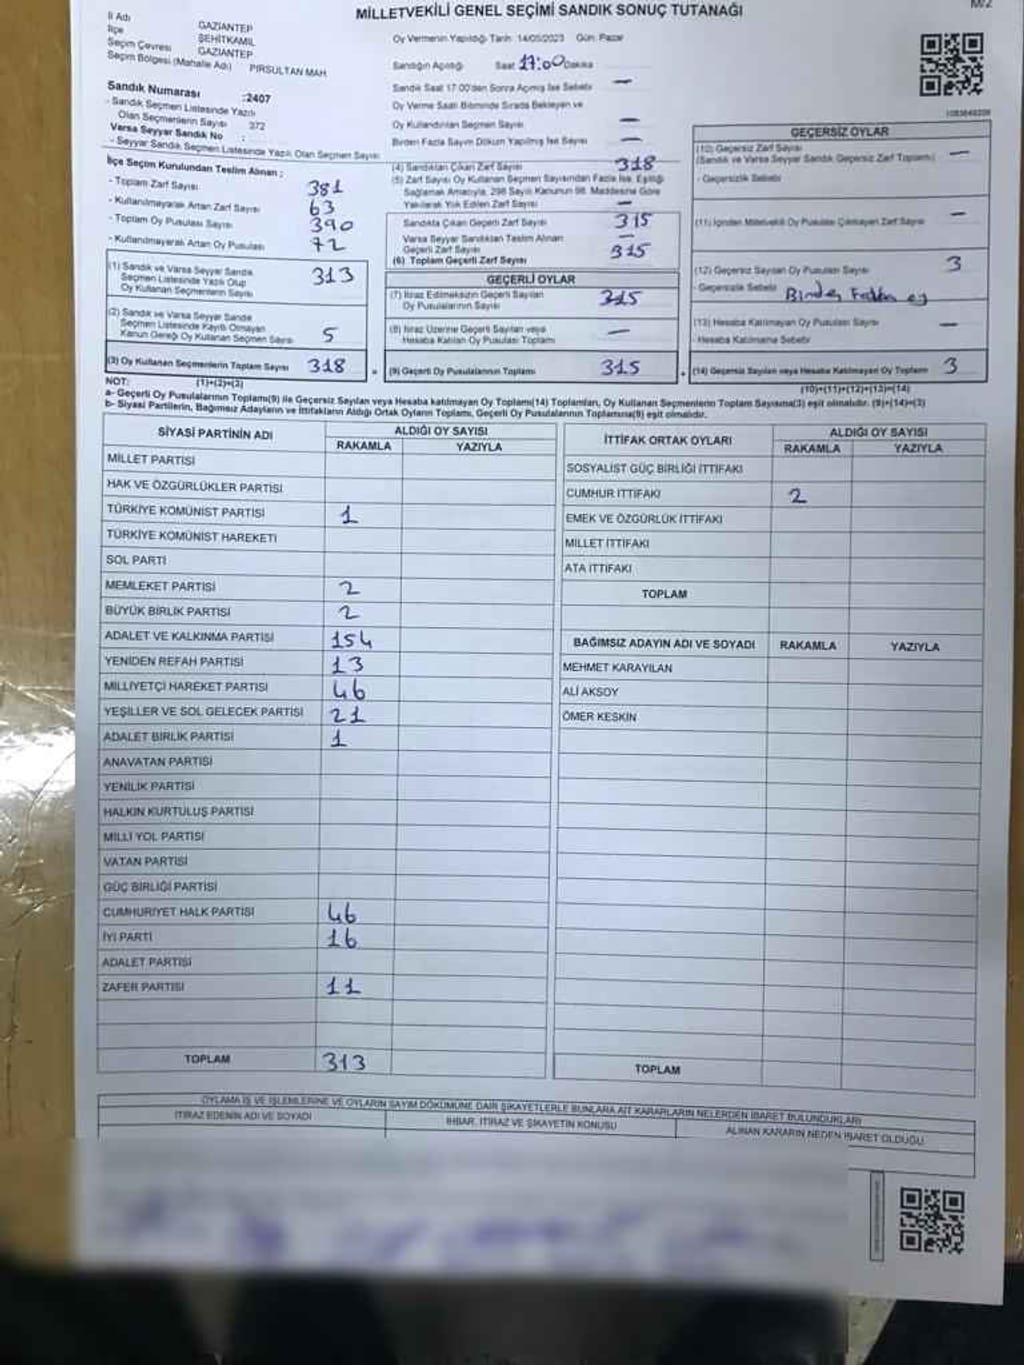 M/2
MİLLETVEKİLİ GENEL SEÇİMİ SANDIK SONUÇ TUTANAĞI
İl Adı GAZİANTEP
İlçe ŞEHİTKAMİL
Seçim Çevresi GAZİANTEP
Seçim Bölgesi (Mahalle Adı) PIRSULTAN MAH
Oy Vermenin Yapıldığı Tarih: 14/05/2023 Gün: Pazar
Sandığın Açıldığı Saat 17:00 Dakika
Sandık Saat 17:00'den Sonra Açılmış İse Sebebi —
Oy Verme Saati Bitiminde Sırada Bekleyen ve
Oy Kullandırılan Seçmen Sayısı —
Birden Fazla Sayım Döküm Yapılmış İse Sayısı —
Sandık Numarası :2407
- Sandık Seçmen Listesinde Yazılı
Olan Seçmenlerin Sayısı 372
Varsa Seyyar Sandık No :
- Seyyar Sandık Seçmen Listesinde Yazılı Olan Seçmen Sayısı
İlçe Seçim Kurulundan Teslim Alınan ;
- Toplam Zarf Sayısı 381
- Kullanılmayarak Artan Zarf Sayısı 63
- Toplam Oy Pusulası Sayısı 390
- Kullanılmayarak Artan Oy Pusulası 72
(1) Sandık ve Varsa Seyyar Sandık
Seçmen Listesinde Yazılı Olup
Oy Kullanan Seçmenlerin Sayısı 313
(2) Sandık ve Varsa Seyyar Sandık
Seçmen Listesinde Kayıtlı Olmayan
Kanun Gereği Oy Kullanan Seçmen Sayısı 5
(3) Oy Kullanan Seçmenlerin Toplam Sayısı 318
(1)+(2)=(3)
(4) Sandıktan Çıkan Zarf Sayısı 318
(5) Zarf Sayısı Oy Kullanan Seçmen Sayısından Fazla İse, Eşitliği
Sağlamak Amacıyla, 298 Sayılı Kanunun 98. Maddesine Göre
Yakılarak Yok Edilen Zarf Sayısı —
Sandıkta Çıkan Geçerli Zarf Sayısı 315
Varsa Seyyar Sandıktan Teslim Alınan
Geçerli Zarf Sayısı —
(6) Toplam Geçerli Zarf Sayısı 315
GEÇERLİ OYLAR
(7) İtiraz Edilmeksizin Geçerli Sayılan
Oy Pusulalarının Sayısı 315
(8) İtiraz Üzerine Geçerli Sayılan veya
Hesaba Katılan Oy Pusulası Toplamı —
(9) Geçerli Oy Pusulalarının Toplamı 315
GEÇERSİZ OYLAR
(10) Geçersiz Zarf Sayısı
(Sandık ve Varsa Seyyar Sandık Geçersiz Zarf Toplamı) —
- Geçersizlik Sebebi
(11) İçinden Milletvekili Oy Pusulası Çıkmayan Zarf Sayısı —
(12) Geçersiz Sayılan Oy Pusulası Sayısı 3
- Geçersizlik Sebebi Birden Fazla oy
(13) Hesaba Katılmayan Oy Pusulası Sayısı —
- Hesaba Katılmama Sebebi
(14) Geçersiz Sayılan veya Hesaba Katılmayan Oy Toplamı 3
(10)+(11)+(12)+(13)=(14)
NOT:
a- Geçerli Oy Pusulalarının Toplamı(9) ile Geçersiz Sayılan veya Hesaba katılmayan Oy Toplamı(14) Toplamları, Oy Kullanan Seçmenlerin Toplam Sayısına(3) eşit olmalıdır. (9)+(14)=(3)
b- Siyasi Partilerin, Bağımsız Adayların ve İttifakların Aldığı Ortak Oyların Toplamı, Geçerli Oy Pusulalarının Toplamına(9) eşit olmalıdır.
SİYASİ PARTİNİN ADI ALDIĞI OY SAYISI
RAKAMLA YAZIYLA
MİLLET PARTİSİ
HAK VE ÖZGÜRLÜKLER PARTİSİ
TÜRKİYE KOMÜNİST PARTİSİ 1
TÜRKİYE KOMÜNİST HAREKETİ
SOL PARTİ
MEMLEKET PARTİSİ 2
BÜYÜK BİRLİK PARTİSİ 2
ADALET VE KALKINMA PARTİSİ 154
YENİDEN REFAH PARTİSİ 13
MİLLİYETÇİ HAREKET PARTİSİ 46
YEŞİLLER VE SOL GELECEK PARTİSİ 21
ADALET BİRLİK PARTİSİ 1
ANAVATAN PARTİSİ
YENİLİK PARTİSİ
HALKIN KURTULUŞ PARTİSİ
MİLLİ YOL PARTİSİ
VATAN PARTİSİ
GÜÇ BİRLİĞİ PARTİSİ
CUMHURİYET HALK PARTİSİ 46
İYİ PARTİ 16
ADALET PARTİSİ
ZAFER PARTİSİ 11
TOPLAM 313
İTTİFAK ORTAK OYLARI ALDIĞI OY SAYISI
RAKAMLA YAZIYLA
SOSYALİST GÜÇ BİRLİĞİ İTTİFAKI
CUMHUR İTTİFAKI 2
EMEK VE ÖZGÜRLÜK İTTİFAKI
MİLLET İTTİFAKI
ATA İTTİFAKI
TOPLAM
BAĞIMSIZ ADAYIN ADI VE SOYADI RAKAMLA YAZIYLA
MEHMET KARAYILAN
ALİ AKSOY
ÖMER KESKİN
TOPLAM
OYLAMA İŞ VE İŞLEMLERİNE VE OYLARIN SAYIM DÖKÜMÜNE DAİR ŞİKAYETLERLE BUNLARA AİT KARARLARIN NELERDEN İBARET BULUNDUKLARI
İTİRAZ EDENİN ADI VE SOYADI
İHBAR, İTİRAZ VE ŞİKAYETİN KONUSU
ALINAN KARARIN NEDEN İBARET OLDUĞU